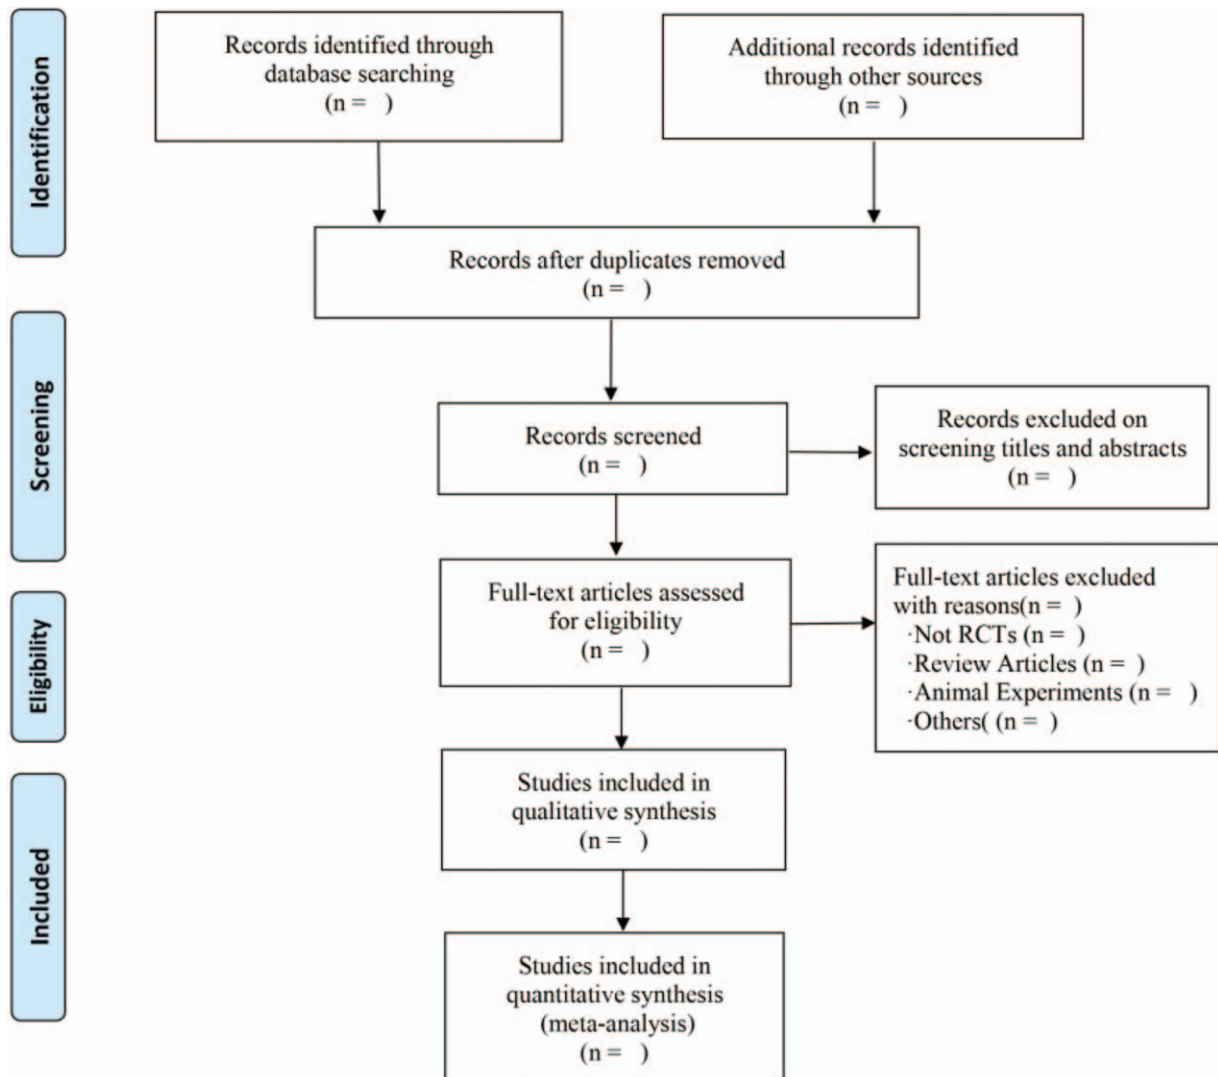 Identification
Records identified through
database searching
(n =   )
Additional records identified
through other sources
(n =   )
Records after duplicates removed
(n =   )
Screening
Records screened
(n =   )
Records excluded on
screening titles and abstracts
(n =   )
Eligibility
Full-text articles assessed
for eligibility
(n =   )
Full-text articles excluded
with reasons(n =  )
·Not RCTs (n =  )
·Review Articles (n =  )
·Animal Experiments (n =   )
·Others( (n =  )
Included
Studies included in
qualitative synthesis
(n =   )
Studies included in
quantitative synthesis
(meta-analysis)
(n =   )